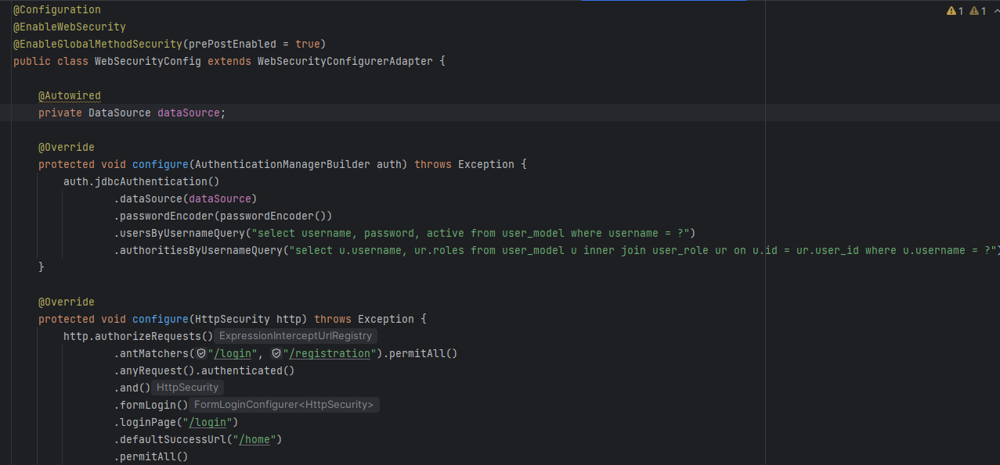 @Configuration
@EnableWebSecurity
@EnableGlobalMethodSecurity(prePostEnabled = true)
public class WebSecurityConfig extends WebSecurityConfigurerAdapter {
@Autowired
private DataSource dataSource;
@Override
protected void configure(AuthenticationManagerBuilder auth) throws Exception {
auth.jdbcAuthentication()
.dataSource(dataSource)
.passwordEncoder(passwordEncoder())
.usersByUsernameQuery("select username, password, active from user_model where username = ?")
.authoritiesByUsernameQuery("select u.username, ur.roles from user_model u inner join user_role ur on u.id = ur.user_id where u.username = ?")
}
@Override
protected void configure(HttpSecurity http) throws Exception {
http.authorizeRequests() ExpressionInterceptUrlRegistry
.antMatchers("/login", "/registration").permitAll()
.anyRequest().authenticated()
.and() HttpSecurity
.formLogin() FormLoginConfigurer<HttpSecurity>
.loginPage("/login")
.defaultSuccessUrl("/home")
.permitAll()
1 1